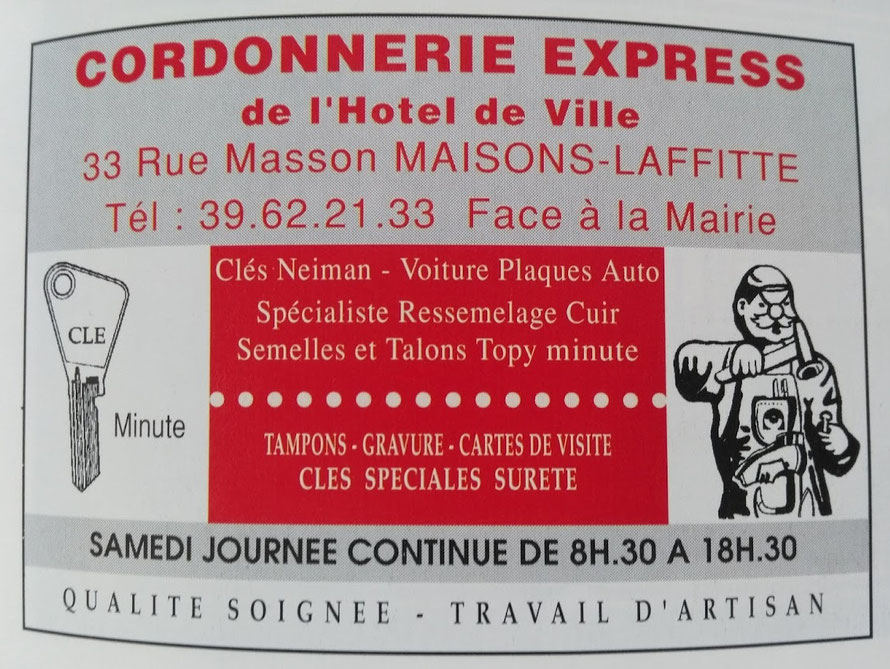 CORDONNERIE EXPRESS
de l'Hotel de Ville
33 Rue Masson MAISONS-LAFFITTE
Tél : 39.62.21.33 Face à la Mairie
Clés Neiman - Voiture Plaques Auto
Spécialiste Ressemelage Cuir
Semelles et Talons Topy minute
CLE
Minute
TAMPONS - GRAVURE - CARTES DE VISITE
CLES SPECIALES SURETE
SAMEDI JOURNEE CONTINUE DE 8H.30 A 18H.30
QUALITE SOIGNEE - TRAVAIL D'ARTISAN